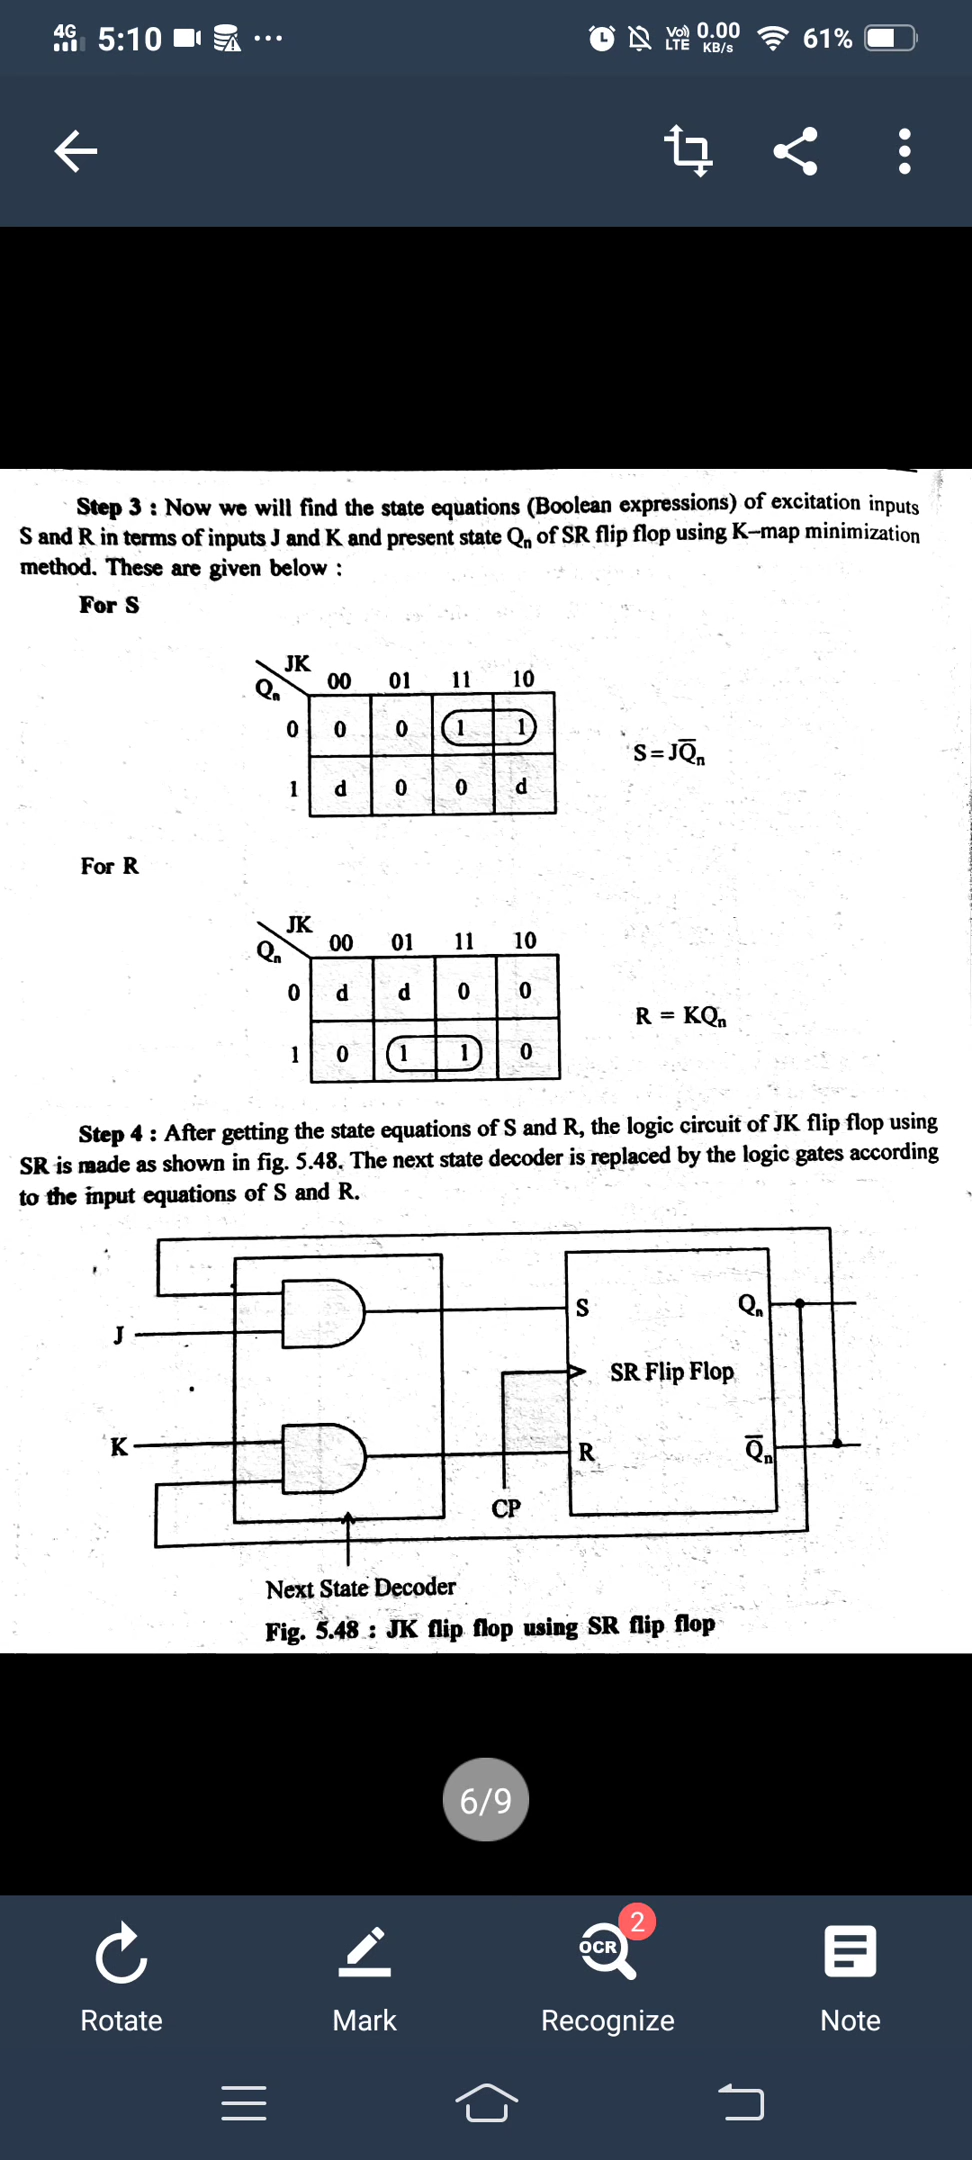 4G 5:10 ... Vo) LTE 0.00 KB/s 61%
Step 3 : Now we will find the state equations (Boolean expressions) of excitation inputs
S and R in terms of inputs J and K and present state Qn of SR flip flop using K-map minimization
method. These are given below :
For S
JK
Qn 00 01 11 10
0 0 0 1 1
S = JQ̅n
1 d 0 0 d
For R
JK
Qn 00 01 11 10
0 d d 0 0
R = KQn
1 0 1 1 0
Step 4 : After getting the state equations of S and R, the logic circuit of JK flip flop using
SR is made as shown in fig. 5.48. The next state decoder is replaced by the logic gates according
to the input equations of S and R.
S Qn
J
SR Flip Flop
K R Q̅n
CP
Next State Decoder
Fig. 5.48 : JK flip flop using SR flip flop
6/9
2
OCR
Rotate Mark Recognize Note